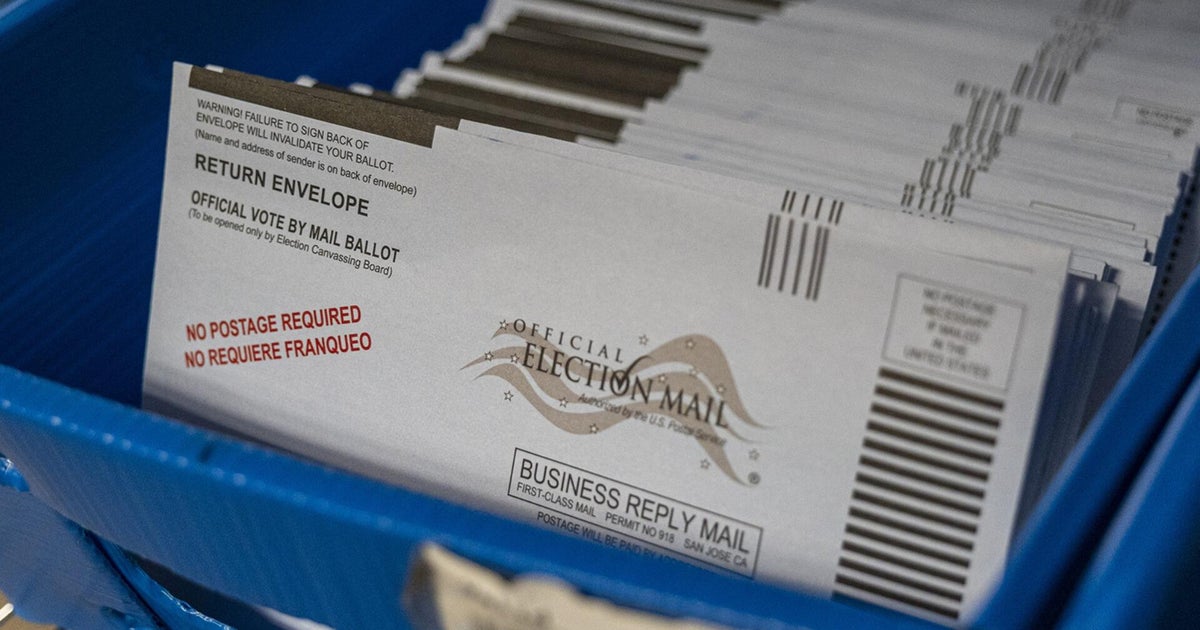 WARNING! FAILURE TO SIGN BACK OF
ENVELOPE WILL INVALIDATE YOUR BALLOT.
(Name and address of sender is on back of envelope)
RETURN ENVELOPE
OFFICIAL VOTE BY MAIL BALLOT
(To be opened only by Election Canvassing Board)
NO POSTAGE REQUIRED
NO REQUIERE FRANQUEO
OFFICIAL
ELECTION MAIL
Authorized by the U.S. Postal Service
®
NO POSTAGE
NECESSARY
IF MAILED
IN THE
UNITED STATES
BUSINESS REPLY MAIL
FIRST-CLASS MAIL PERMIT NO 918 SAN JOSE CA
POSTAGE WILL BE PAID BY